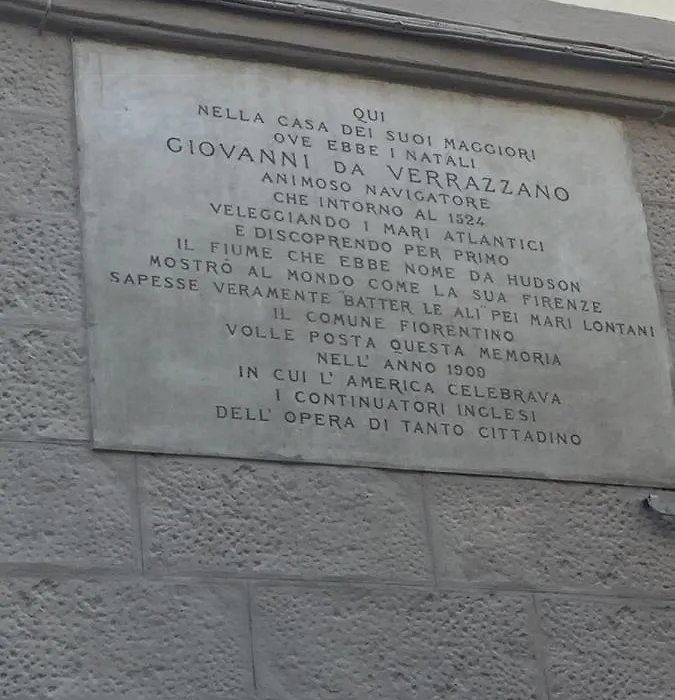 QUI
NELLA CASA DEI SUOI MAGGIORI
OVE EBBE I NATALI
GIOVANNI DA VERRAZZANO
ANIMOSO NAVIGATORE
CHE INTORNO AL 1524
VELEGGIANDO I MARI ATLANTICI
E DISCOPRENDO PER PRIMO
IL FIUME CHE EBBE NOME DA HUDSON
MOSTRÒ AL MONDO COME LA SUA FIRENZE
SAPESSE VERAMENTE "BATTER LE ALI" PEI MARI LONTANI
IL COMUNE FIORENTINO
VOLLE POSTA QUESTA MEMORIA
NELL' ANNO 1909
IN CUI L' AMERICA CELEBRAVA
I CONTINUATORI INGLESI
DELL' OPERA DI TANTO CITTADINO